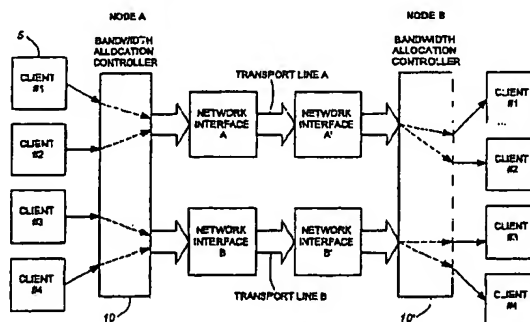 NODE A
NODE B
5
BANDWIDTH
ALLOCATION
CONTROLLER
BANDWIDTH
ALLOCATION
CONTROLLER
CLIENT
#1
CLIENT
#2
CLIENT
#3
CLIENT
#4
TRANSPORT LINE A
NETWORK
INTERFACE
A
NETWORK
INTERFACE
A'
NETWORK
INTERFACE
B
NETWORK
INTERFACE
B'
TRANSPORT LINE B
CLIENT
#1
...
CLIENT
#2
CLIENT
#3
CLIENT
#4
10
10'